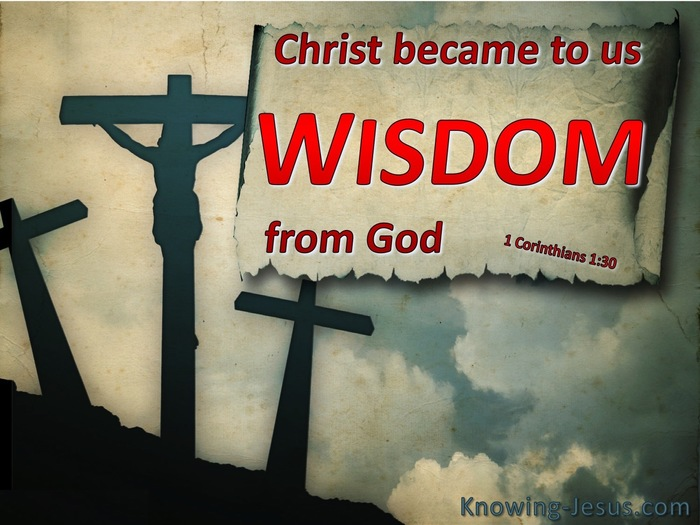 Christ became to us
WISDOM
from God
1 Corinthians 1:30
Knowing-Jesus.com